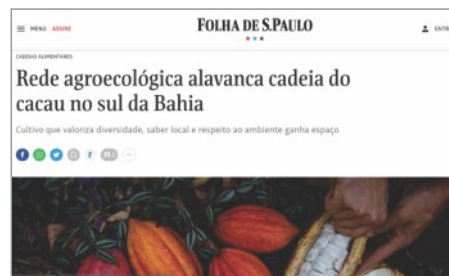 MENU ASSINE
FOLHA DE S.PAULO
ENTR
CADEIAS ALIMENTARES
Rede agroecológica alavanca cadeia do
cacau no sul da Bahia
Cultivo que valoriza diversidade, saber local e respeito ao ambiente ganha espaço